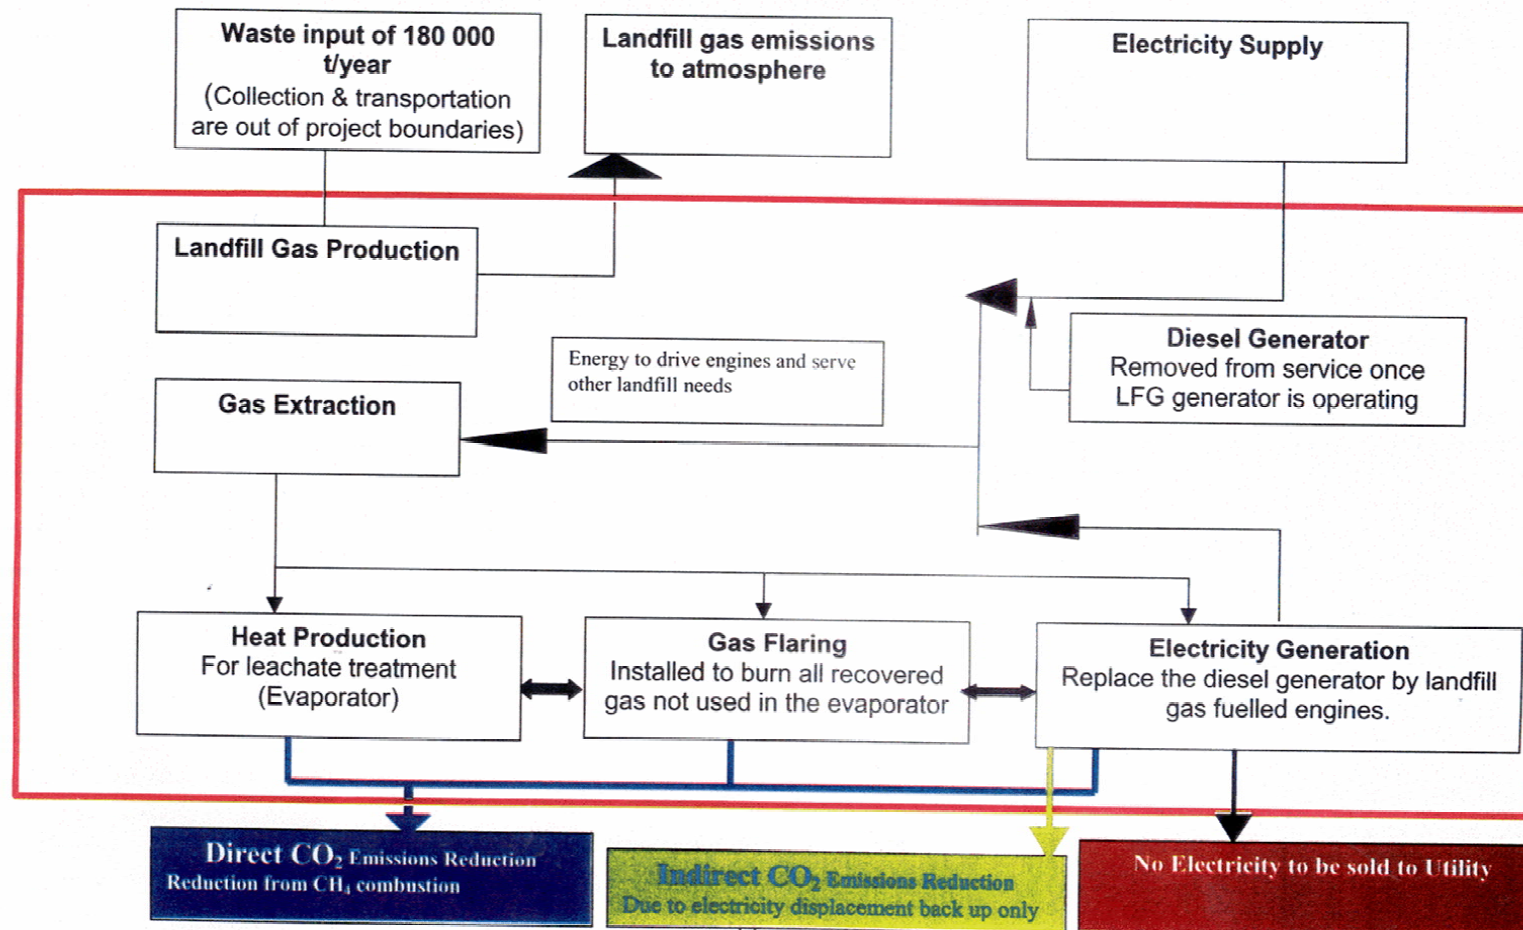 Waste input of 180 000
t/year
(Collection & transportation
are out of project boundaries)
Landfill gas emissions
to atmosphere
Electricity Supply
Landfill Gas Production
Diesel Generator
Removed from service once
LFG generator is operating
Energy to drive engines and serve
other landfill needs
Gas Extraction
Heat Production
For leachate treatment
(Evaporator)
Gas Flaring
Installed to burn all recovered
gas not used in the evaporator
Electricity Generation
Replace the diesel generator by landfill
gas fuelled engines.
Direct CO₂ Emissions Reduction
Reduction from CH₄ combustion
Indirect CO₂ Emissions Reduction
Due to electricity displacement back up only
No Electricity to be sold to Utility